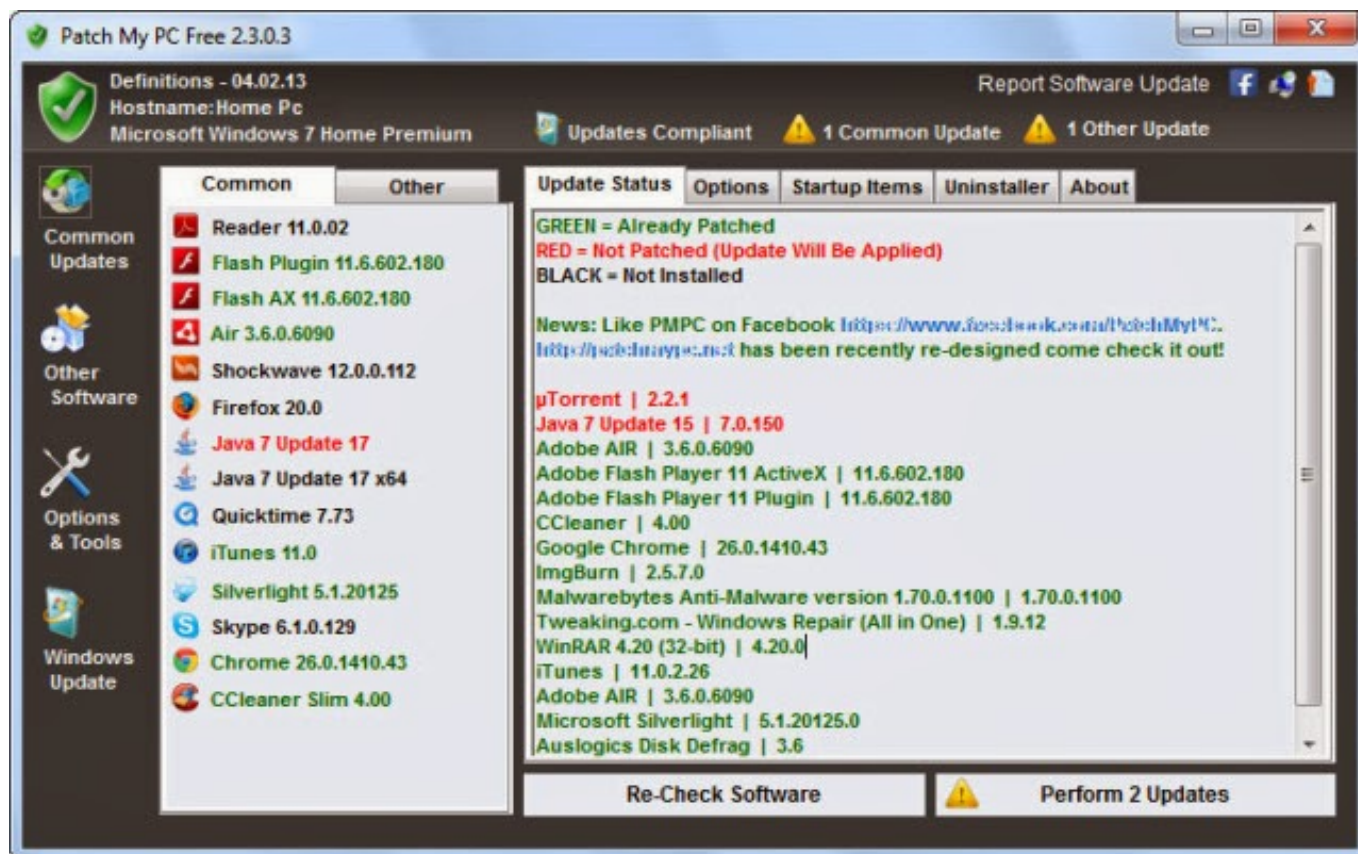 Patch My PC Free 2.3.0.3
Definitions - 04.02.13
Hostname:Home Pc
Microsoft Windows 7 Home Premium
Report Software Update
Updates Compliant
1 Common Update
1 Other Update
Common Updates
Other Software
Options & Tools
Windows Update
Common
Other
Reader 11.0.02
Flash Plugin 11.6.602.180
Flash AX 11.6.602.180
Air 3.6.0.6090
Shockwave 12.0.0.112
Firefox 20.0
Java 7 Update 17
Java 7 Update 17 x64
Quicktime 7.73
iTunes 11.0
Silverlight 5.1.20125
Skype 6.1.0.129
Chrome 26.0.1410.43
CCleaner Slim 4.00
Update Status
Options
Startup Items
Uninstaller
About
GREEN = Already Patched
RED = Not Patched (Update Will Be Applied)
BLACK = Not Installed
News: Like PMPC on Facebook
has been recently re-designed come check it out!
µTorrent | 2.2.1
Java 7 Update 15 | 7.0.150
Adobe AIR | 3.6.0.6090
Adobe Flash Player 11 ActiveX | 11.6.602.180
Adobe Flash Player 11 Plugin | 11.6.602.180
CCleaner | 4.00
Google Chrome | 26.0.1410.43
ImgBurn | 2.5.7.0
Malwarebytes Anti-Malware version 1.70.0.1100 | 1.70.0.1100
Tweaking.com - Windows Repair (All in One) | 1.9.12
WinRAR 4.20 (32-bit) | 4.20.0
iTunes | 11.0.2.26
Adobe AIR | 3.6.0.6090
Microsoft Silverlight | 5.1.20125.0
Auslogics Disk Defrag | 3.6
Re-Check Software
Perform 2 Updates